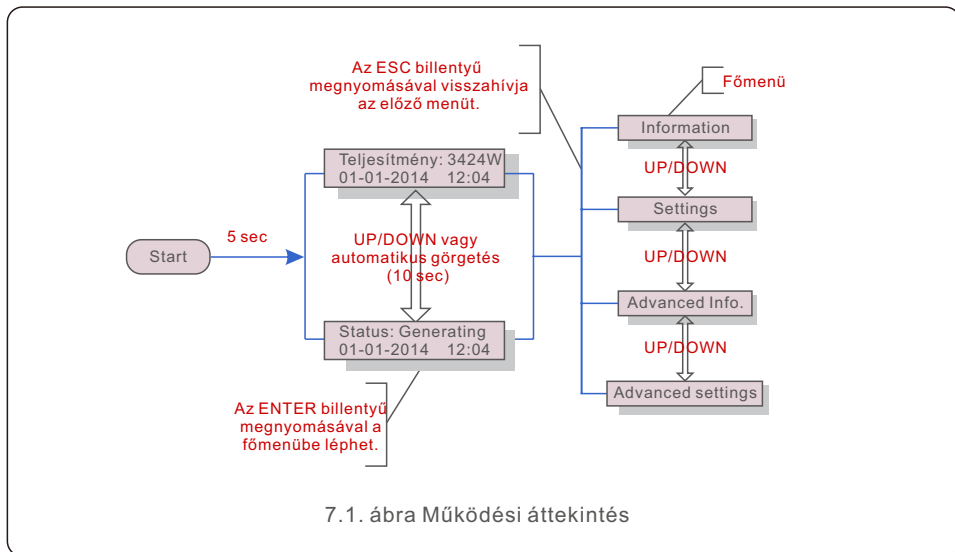 Az ESC billentyű
megnyomásával visszahívja
az előző menüt.
Főmenü
Information
UP/DOWN
Settings
UP/DOWN
Advanced Info.
UP/DOWN
Advanced settings
Teljesítmény: 3424W
01-01-2014 12:04
5 sec
Start
UP/DOWN vagy
automatikus görgetés
(10 sec)
Status: Generating
01-01-2014 12:04
Az ENTER billentyű
megnyomásával a
főmenübe léphet.
7.1. ábra Működési áttekintés